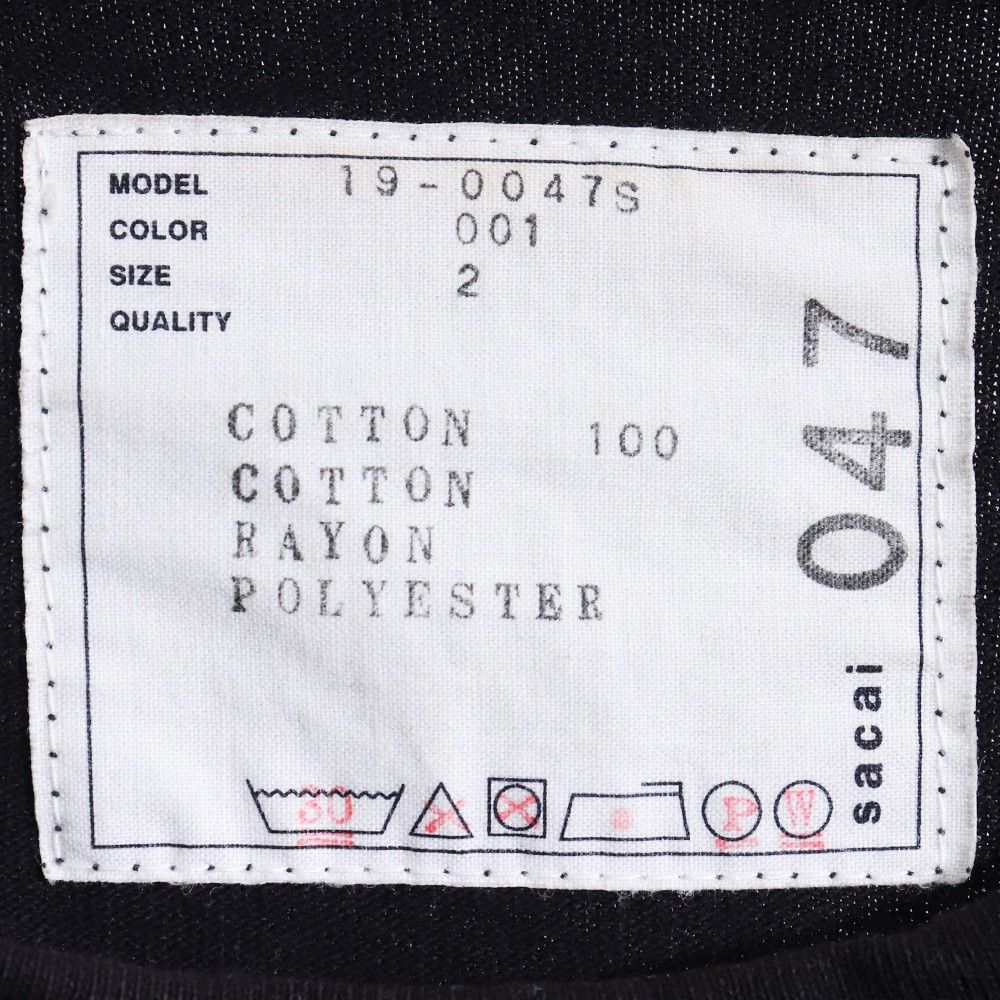 MODEL 19-0047S
COLOR 001
SIZE 2
QUALITY
COTTON 100
COTTON
RAYON
POLYESTER
30 P W
sacai 047